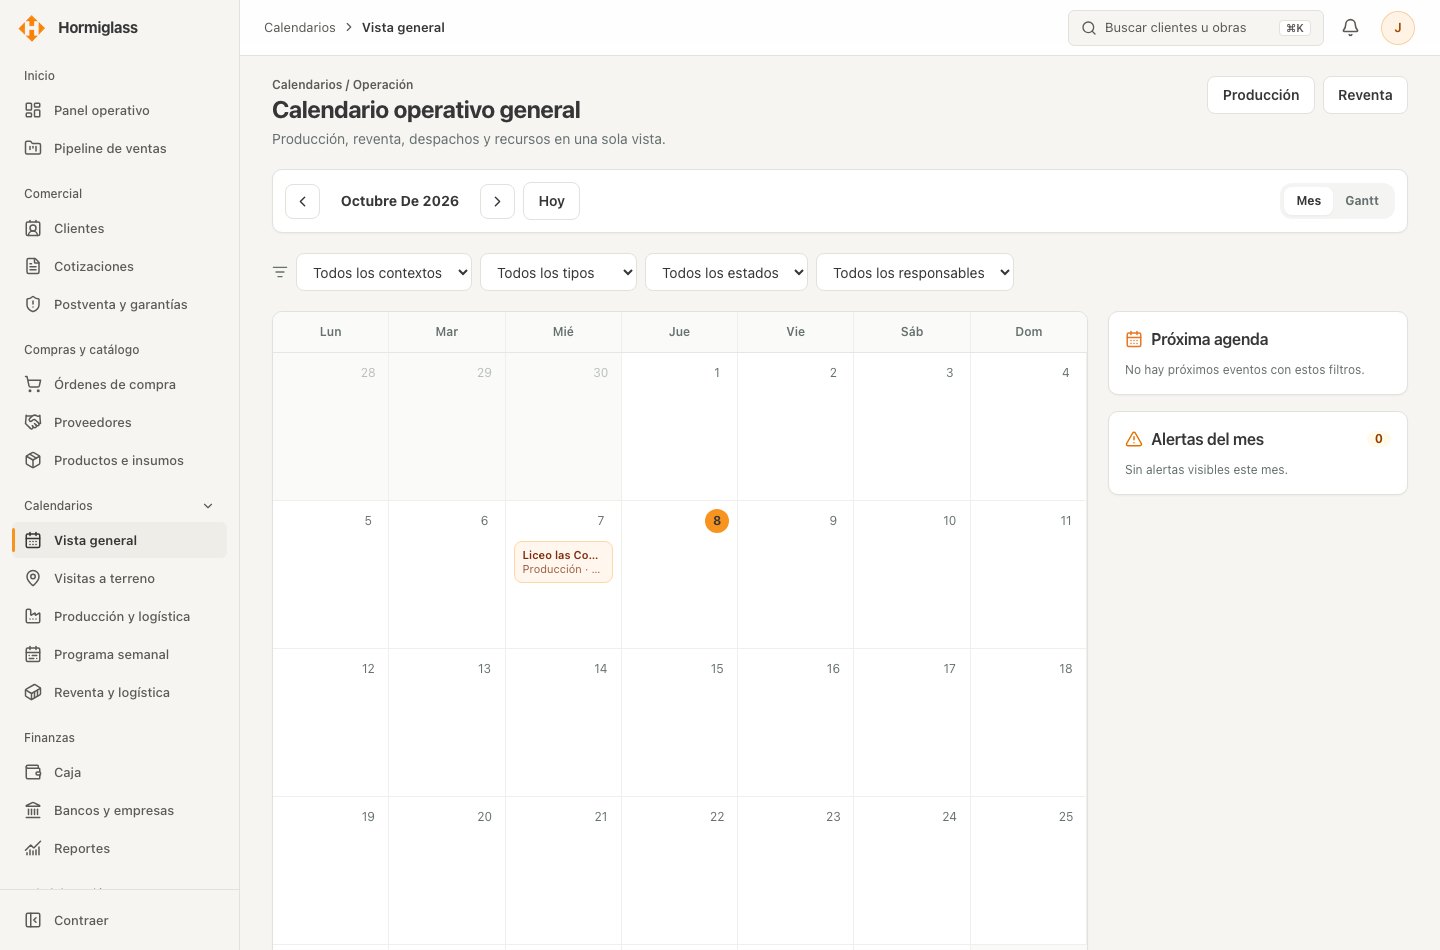 Hormiglass
Inicio
Panel operativo
Pipeline de ventas
Comercial
Clientes
Cotizaciones
Postventa y garantías
Compras y catálogo
Órdenes de compra
Proveedores
Productos e insumos
Calendarios
Vista general
Visitas a terreno
Producción y logística
Programa semanal
Reventa y logística
Finanzas
Caja
Bancos y empresas
Reportes
Contraer
Calendarios > Vista general
Buscar clientes u obras ⌘K
J
Calendarios / Operación
Calendario operativo general
Producción, reventa, despachos y recursos en una sola vista.
Producción Reventa
Octubre De 2026 Hoy
Mes Gantt
Todos los contextos Todos los tipos Todos los estados Todos los responsables
Lun Mar Mié Jue Vie Sáb Dom
28 29 30 1 2 3 4
5 6 7 8 9 10 11
Liceo las Co...
Producción · ...
12 13 14 15 16 17 18
19 20 21 22 23 24 25
Próxima agenda
No hay próximos eventos con estos filtros.
Alertas del mes 0
Sin alertas visibles este mes.